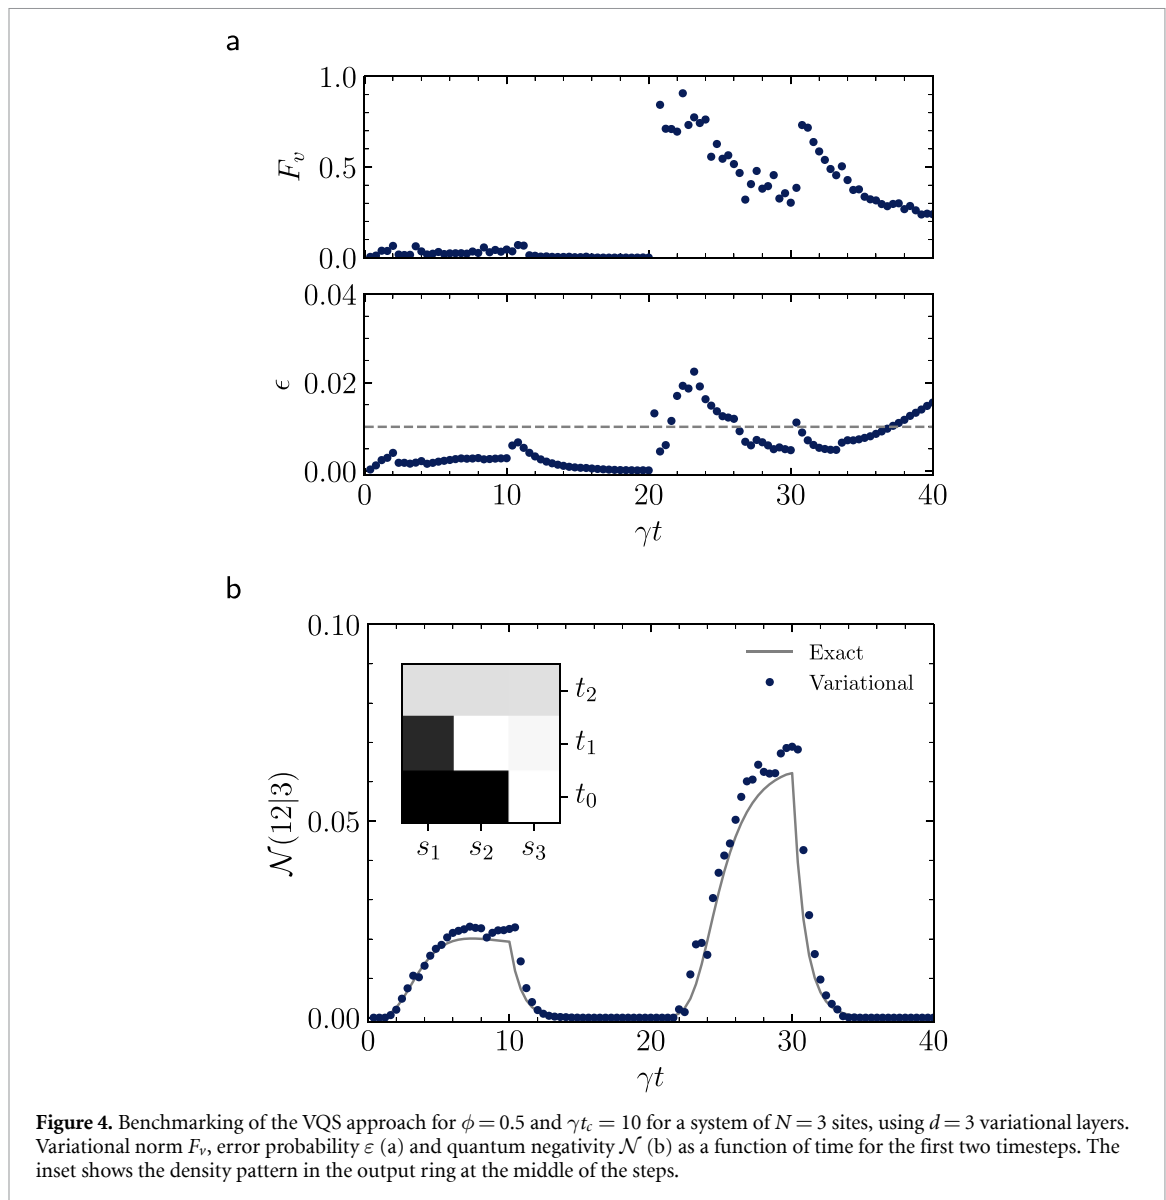 a
1.0
0.5
0.0
F_v
0.04
0.02
0.00
ϵ
0 10 20 30 40
γt
b
0.10
0.05
0.00
𝒩(12|3)
Exact
Variational
t_2
t_1
t_0
s_1 s_2 s_3
0 10 20 30 40
γt
Figure 4. Benchmarking of the VQS approach for ϕ = 0.5 and γt_c = 10 for a system of N = 3 sites, using d = 3 variational layers.
Variational norm F_v, error probability ε (a) and quantum negativity 𝒩 (b) as a function of time for the first two timesteps. The
inset shows the density pattern in the output ring at the middle of the steps.